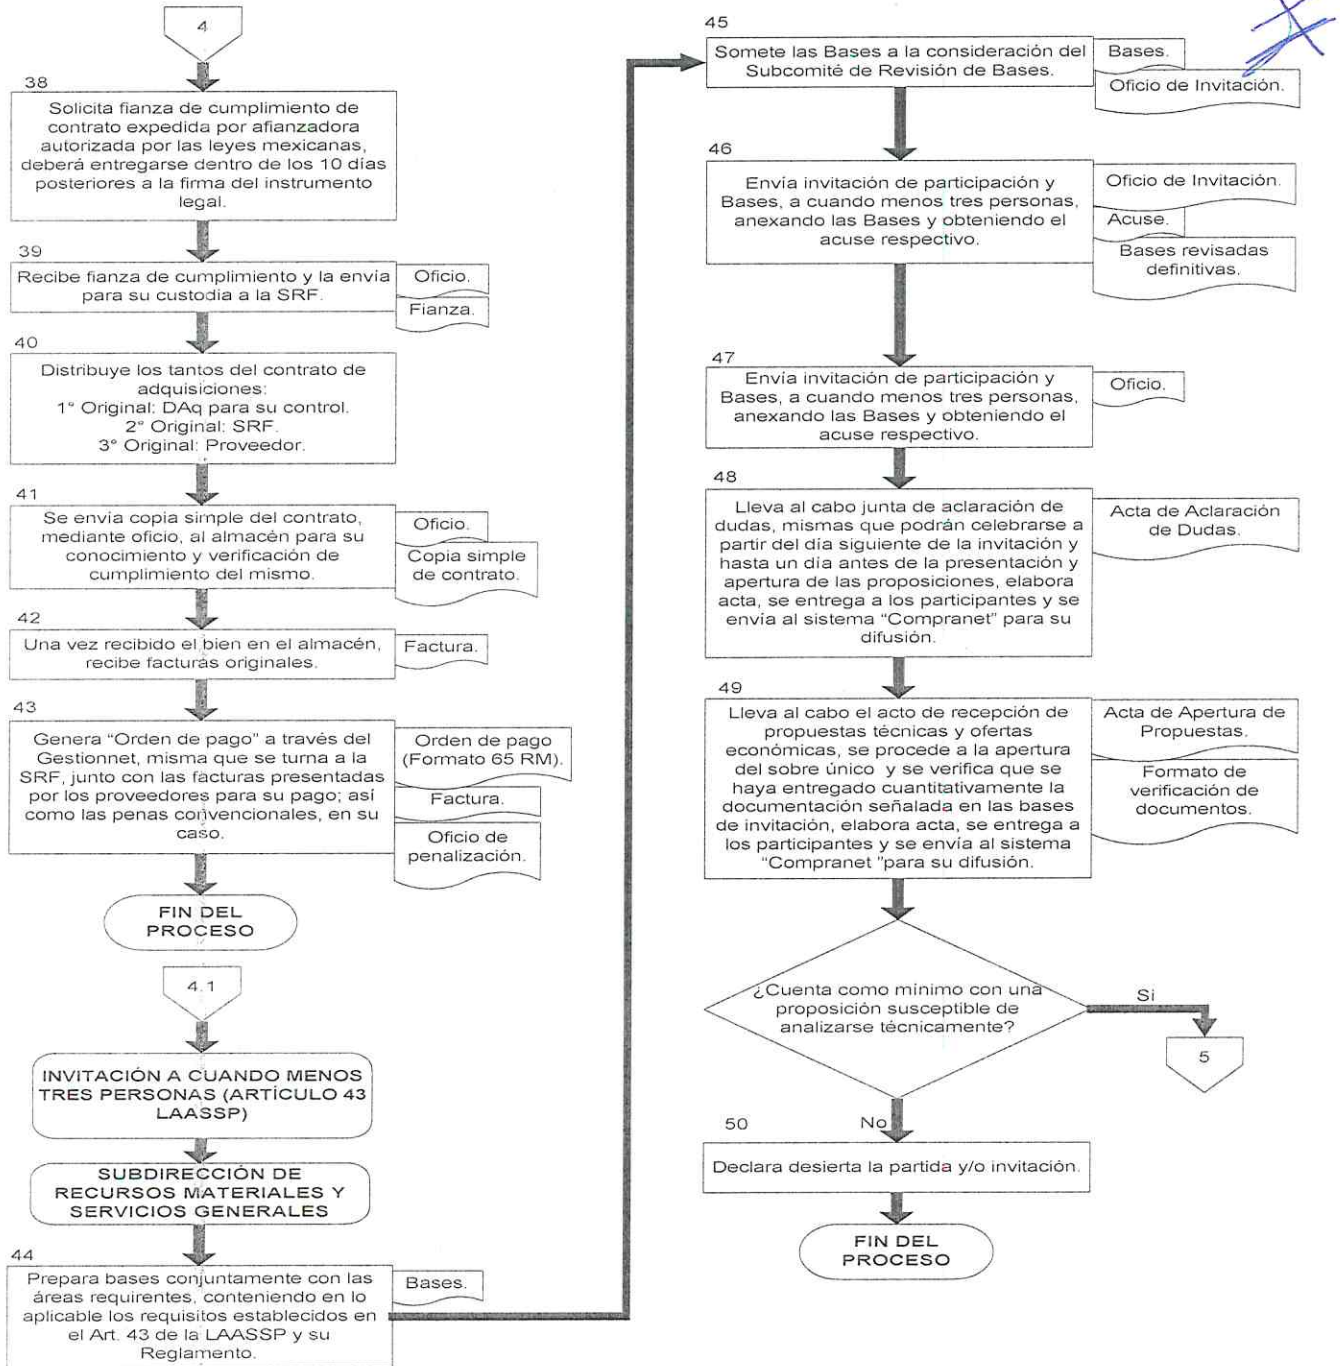 4
38
Solicita fianza de cumplimiento de
contrato expedida por afianzadora
autorizada por las leyes mexicanas,
deberá entregarse dentro de los 10 días
posteriores a la firma del instrumento
legal.
39
Recibe fianza de cumplimiento y la envía
para su custodia a la SRF.
Oficio.
Fianza.
40
Distribuye los tantos del contrato de
adquisiciones:
1° Original: DAq para su control.
2° Original: SRF.
3° Original: Proveedor.
41
Se envía copia simple del contrato,
mediante oficio, al almacén para su
conocimiento y verificación de
cumplimiento del mismo.
Oficio.
Copia simple
de contrato.
42
Una vez recibido el bien en el almacén,
recibe facturas originales.
Factura.
43
Genera “Orden de pago” a través del
Gestionnet, misma que se turna a la
SRF, junto con las facturas presentadas
por los proveedores para su pago; así
como las penas convencionales, en su
caso.
Orden de pago
(Formato 65 RM).
Factura.
Oficio de
penalización.
FIN DEL
PROCESO
4.1
INVITACIÓN A CUANDO MENOS
TRES PERSONAS (ARTÍCULO 43
LAASSP)
SUBDIRECCIÓN DE
RECURSOS MATERIALES Y
SERVICIOS GENERALES
44
Prepara bases conjuntamente con las
áreas requirentes, conteniendo en lo
aplicable los requisitos establecidos en
el Art. 43 de la LAASSP y su
Reglamento.
Bases.
45
Somete las Bases a la consideración del
Subcomité de Revisión de Bases.
Bases.
Oficio de Invitación.
46
Envía invitación de participación y
Bases, a cuando menos tres personas,
anexando las Bases y obteniendo el
acuse respectivo.
Oficio de Invitación.
Acuse.
Bases revisadas
definitivas.
47
Envía invitación de participación y
Bases, a cuando menos tres personas,
anexando las Bases y obteniendo el
acuse respectivo.
Oficio.
48
Lleva al cabo junta de aclaración de
dudas, mismas que podrán celebrarse a
partir del día siguiente de la invitación y
hasta un día antes de la presentación y
apertura de las proposiciones, elabora
acta, se entrega a los participantes y se
envía al sistema “Compranet” para su
difusión.
Acta de Aclaración
de Dudas.
49
Lleva al cabo el acto de recepción de
propuestas técnicas y ofertas
económicas, se procede a la apertura
del sobre único y se verifica que se
haya entregado cuantitativamente la
documentación señalada en las bases
de invitación, elabora acta, se entrega a
los participantes y se envía al sistema
“Compranet ”para su difusión.
Acta de Apertura de
Propuestas.
Formato de
verificación de
documentos.
¿Cuenta como mínimo con una
proposición susceptible de
analizarse técnicamente?
Si
5
No
50
Declara desierta la partida y/o invitación.
FIN DEL
PROCESO